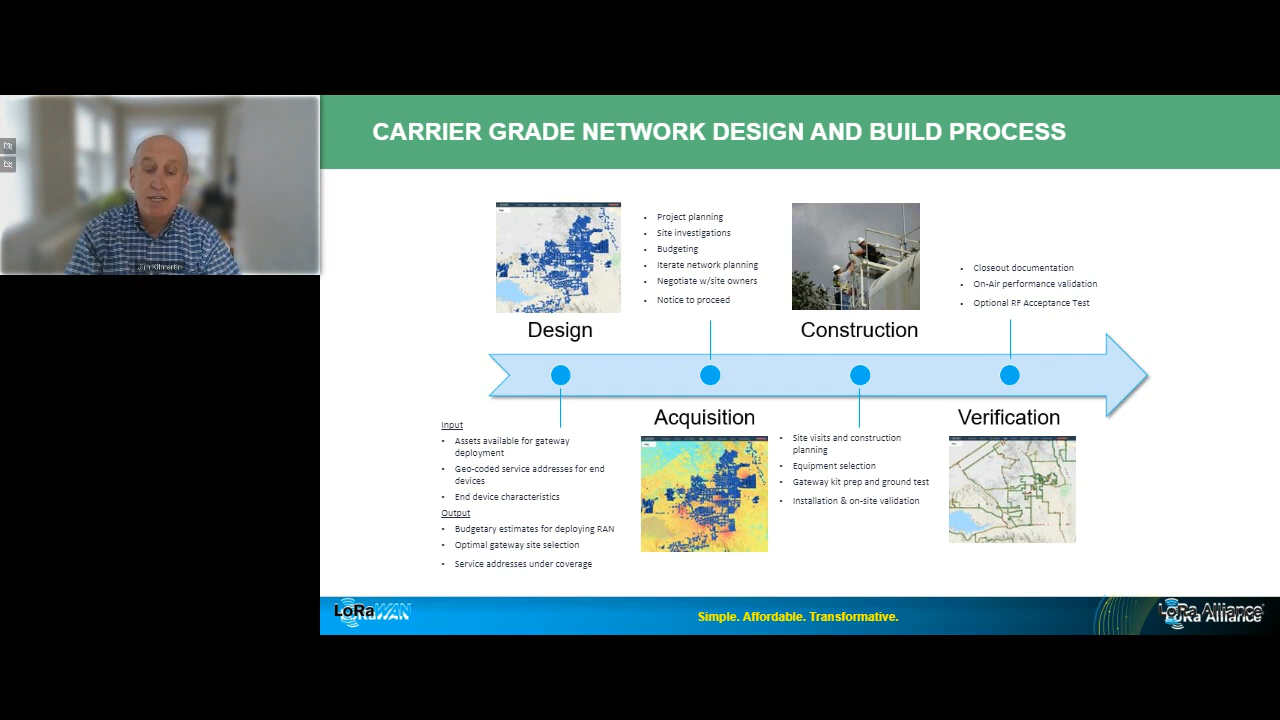 CARRIER GRADE NETWORK DESIGN AND BUILD PROCESS
Jim Kilmartin
Design
Input
Assets available for gateway
deployment
Geo-coded service addresses for end
devices
End device characteristics
Output
Budgetary estimates for deploying RAN
Optimal gateway site selection
Service addresses under coverage
Project planning
Site investigations
Budgeting
Iterate network planning
Negotiate w/site owners
Notice to proceed
Acquisition
Construction
Site visits and construction
planning
Equipment selection
Gateway kit prep and ground test
Installation & on-site validation
Closeout documentation
On-Air performance validation
Optional RF Acceptance Test
Verification
LoRaWAN
Simple. Affordable. Transformative.
LoRa Alliance